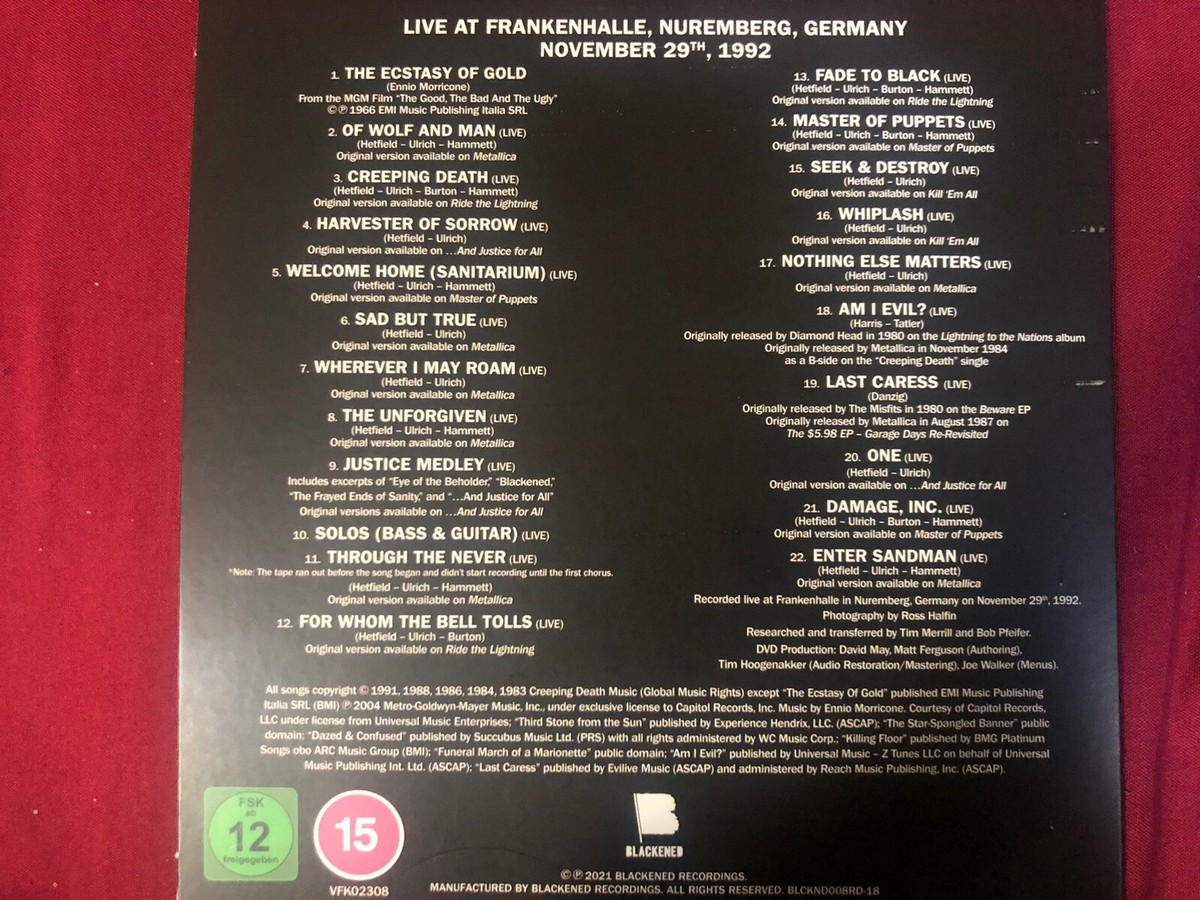 LIVE AT FRANKENHALLE, NUREMBERG, GERMANY
NOVEMBER 29TH, 1992
1. THE ECSTASY OF GOLD
(Ennio Morricone)
From the MGM Film "The Good, The Bad And The Ugly"
©℗ 1966 EMI Music Publishing Italia SRL
2. OF WOLF AND MAN (LIVE)
(Hetfield – Ulrich – Hammett)
Original version available on Metallica
3. CREEPING DEATH (LIVE)
(Hetfield – Ulrich – Burton – Hammett)
Original version available on Ride the Lightning
4. HARVESTER OF SORROW (LIVE)
(Hetfield – Ulrich)
Original version available on ...And Justice for All
5. WELCOME HOME (SANITARIUM) (LIVE)
(Hetfield – Ulrich – Hammett)
Original version available on Master of Puppets
6. SAD BUT TRUE (LIVE)
(Hetfield – Ulrich)
Original version available on Metallica
7. WHEREVER I MAY ROAM (LIVE)
(Hetfield – Ulrich)
Original version available on Metallica
8. THE UNFORGIVEN (LIVE)
(Hetfield – Ulrich – Hammett)
Original version available on Metallica
9. JUSTICE MEDLEY (LIVE)
Includes excerpts of "Eye of the Beholder," "Blackened,"
"The Frayed Ends of Sanity," and "...And Justice for All"
Original versions available on ...And Justice for All
10. SOLOS (BASS & GUITAR) (LIVE)
11. THROUGH THE NEVER (LIVE)
*Note: The tape ran out before the song began and didn't start recording until the first chorus.
(Hetfield – Ulrich – Hammett)
Original version available on Metallica
12. FOR WHOM THE BELL TOLLS (LIVE)
(Hetfield – Ulrich – Burton)
Original version available on Ride the Lightning
13. FADE TO BLACK (LIVE)
(Hetfield – Ulrich – Burton – Hammett)
Original version available on Ride the Lightning
14. MASTER OF PUPPETS (LIVE)
(Hetfield – Ulrich – Burton – Hammett)
Original version available on Master of Puppets
15. SEEK & DESTROY (LIVE)
(Hetfield – Ulrich)
Original version available on Kill 'Em All
16. WHIPLASH (LIVE)
(Hetfield – Ulrich)
Original version available on Kill 'Em All
17. NOTHING ELSE MATTERS (LIVE)
(Hetfield – Ulrich)
Original version available on Metallica
18. AM I EVIL? (LIVE)
(Harris – Tatler)
Originally released by Diamond Head in 1980 on the Lightning to the Nations album
Originally released by Metallica in November 1984
as a B-side on the "Creeping Death" single
19. LAST CARESS (LIVE)
(Danzig)
Originally released by The Misfits in 1980 on the Beware EP
Originally released by Metallica in August 1987 on
The $5.98 EP – Garage Days Re-Revisited
20. ONE (LIVE)
(Hetfield – Ulrich)
Original version available on ...And Justice for All
21. DAMAGE, INC. (LIVE)
(Hetfield – Ulrich – Burton – Hammett)
Original version available on Master of Puppets
22. ENTER SANDMAN (LIVE)
(Hetfield – Ulrich – Hammett)
Original version available on Metallica
Recorded live at Frankenhalle in Nuremberg, Germany on November 29th, 1992.
Photography by Ross Halfin
Researched and transferred by Tim Merrill and Bob Pfeifer.
DVD Production: David May, Matt Ferguson (Authoring),
Tim Hoogenakker (Audio Restoration/Mastering), Joe Walker (Menus).
All songs copyright © 1991, 1988, 1986, 1984, 1983 Creeping Death Music (Global Music Rights) except "The Ecstasy Of Gold" published EMI Music Publishing
Italia SRL (BMI) ℗ 2004 Metro-Goldwyn-Mayer Music, Inc., under exclusive license to Capitol Records, Inc. Music by Ennio Morricone. Courtesy of Capitol Records,
LLC under license from Universal Music Enterprises; "Third Stone from the Sun" published by Experience Hendrix, LLC. (ASCAP); "The Star-Spangled Banner" public
domain; "Dazed & Confused" published by Succubus Music Ltd. (PRS) with all rights administered by WC Music Corp.; "Killing Floor" published by BMG Platinum
Songs obo ARC Music Group (BMI); "Funeral March of a Marionette" public domain; "Am I Evil?" published by Universal Music – Z Tunes LLC on behalf of Universal
Music Publishing Int. Ltd. (ASCAP); "Last Caress" published by Evilive Music (ASCAP) and administered by Reach Music Publishing, Inc. (ASCAP).
FSK
ab
12
freigegeben
15
VFK02308
B
BLACKENED
©℗ 2021 BLACKENED RECORDINGS.
MANUFACTURED BY BLACKENED RECORDINGS. ALL RIGHTS RESERVED. BLCKND008RD-18